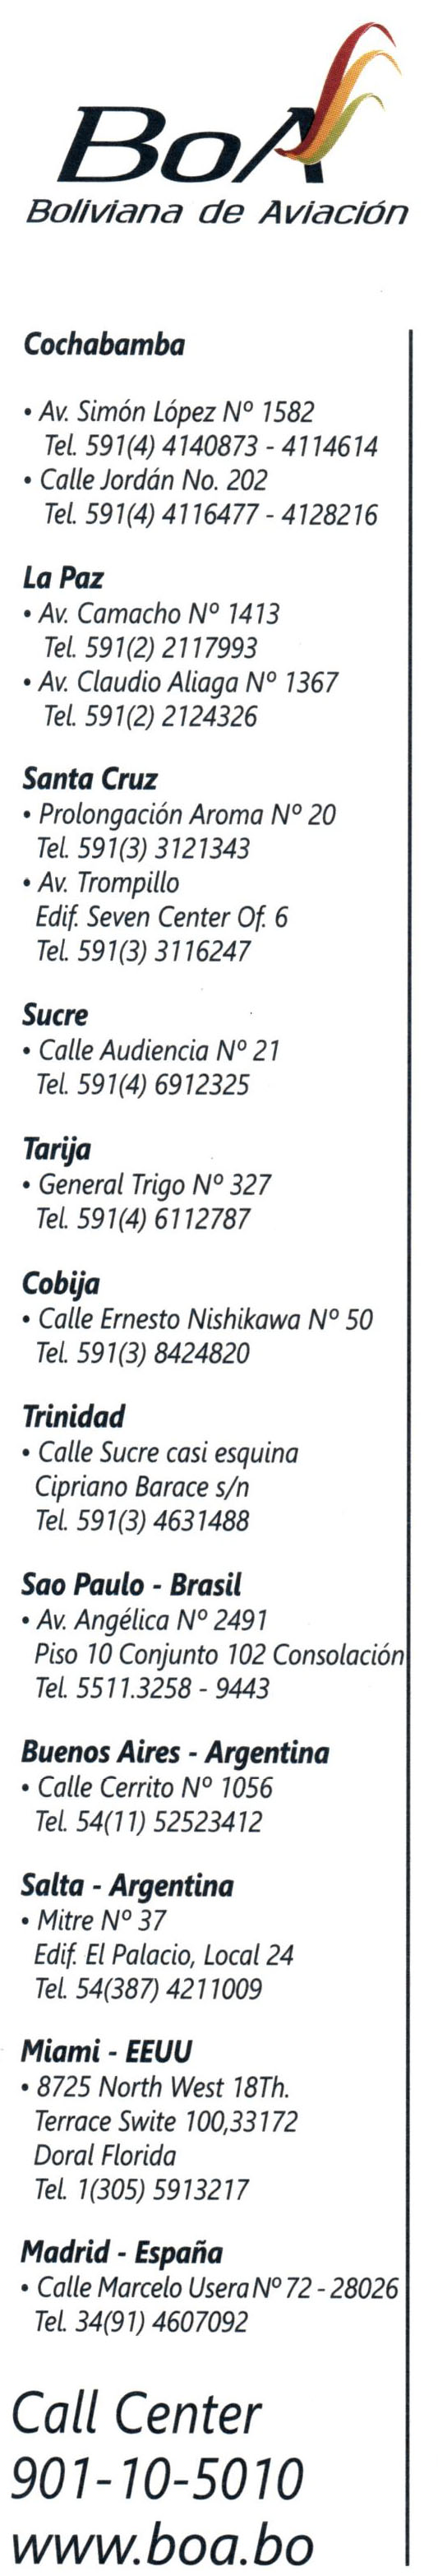 BoA
Boliviana de Aviación
Cochabamba
• Av. Simón López Nº 1582
Tel. 591(4) 4140873 - 4114614
• Calle Jordán No. 202
Tel. 591(4) 4116477 - 4128216
La Paz
• Av. Camacho Nº 1413
Tel. 591(2) 2117993
• Av. Claudio Aliaga Nº 1367
Tel. 591(2) 2124326
Santa Cruz
• Prolongación Aroma Nº 20
Tel. 591(3) 3121343
• Av. Trompillo
Edif. Seven Center Of. 6
Tel. 591(3) 3116247
Sucre
• Calle Audiencia Nº 21
Tel. 591(4) 6912325
Tarija
• General Trigo Nº 327
Tel. 591(4) 6112787
Cobija
• Calle Ernesto Nishikawa Nº 50
Tel. 591(3) 8424820
Trinidad
• Calle Sucre casi esquina
Cipriano Barace s/n
Tel. 591(3) 4631488
Sao Paulo - Brasil
• Av. Angélica Nº 2491
Piso 10 Conjunto 102 Consolación
Tel. 5511.3258 - 9443
Buenos Aires - Argentina
• Calle Cerrito Nº 1056
Tel. 54(11) 52523412
Salta - Argentina
• Mitre Nº 37
Edif. El Palacio, Local 24
Tel. 54(387) 4211009
Miami - EEUU
• 8725 North West 18Th.
Terrace Swite 100,33172
Doral Florida
Tel. 1(305) 5913217
Madrid - España
• Calle Marcelo Usera Nº 72 - 28026
Tel. 34(91) 4607092
Call Center
901-10-5010
www.boa.bo